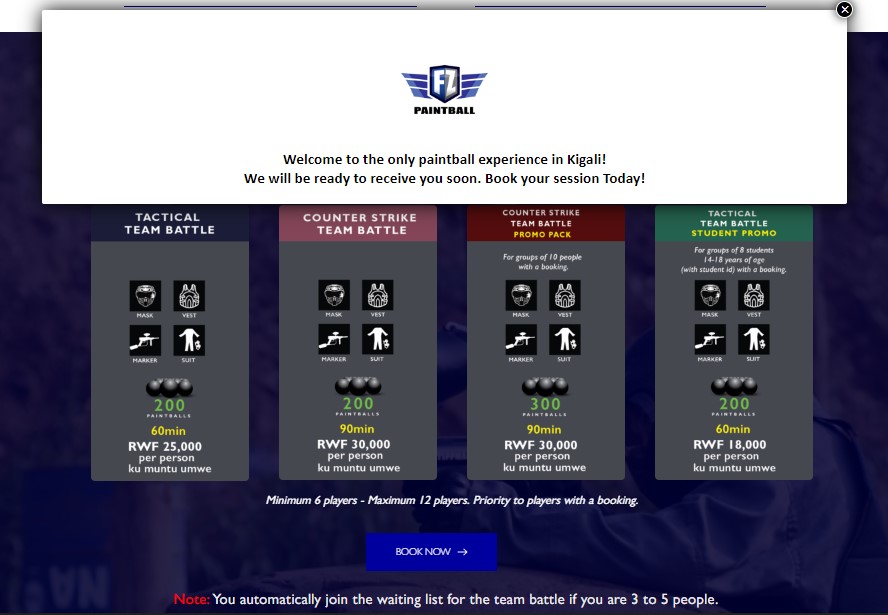 FZ
PAINTBALL
Welcome to the only paintball experience in Kigali!
We will be ready to receive you soon. Book your session Today!
TACTICAL
TEAM BATTLE
MASK
VEST
MARKER
SUIT
200
PAINTBALLS
60min
RWF 25,000
per person
ku muntu umwe
COUNTER STRIKE
TEAM BATTLE
MASK
VEST
MARKER
SUIT
200
PAINTBALLS
90min
RWF 30,000
per person
ku muntu umwe
COUNTER STRIKE
TEAM BATTLE
PROMO PACK
For groups of 10 people
with a booking.
MASK
VEST
MARKER
SUIT
300
PAINTBALLS
90min
RWF 30,000
per person
ku muntu umwe
TACTICAL
TEAM BATTLE
STUDENT PROMO
For groups of 8 students
14-18 years of age
(with student id) with a booking.
MASK
VEST
MARKER
SUIT
200
PAINTBALLS
60min
RWF 18,000
per person
ku muntu umwe
Minimum 6 players - Maximum 12 players. Priority to players with a booking.
BOOK NOW →
Note: You automatically join the waiting list for the team battle if you are 3 to 5 people.